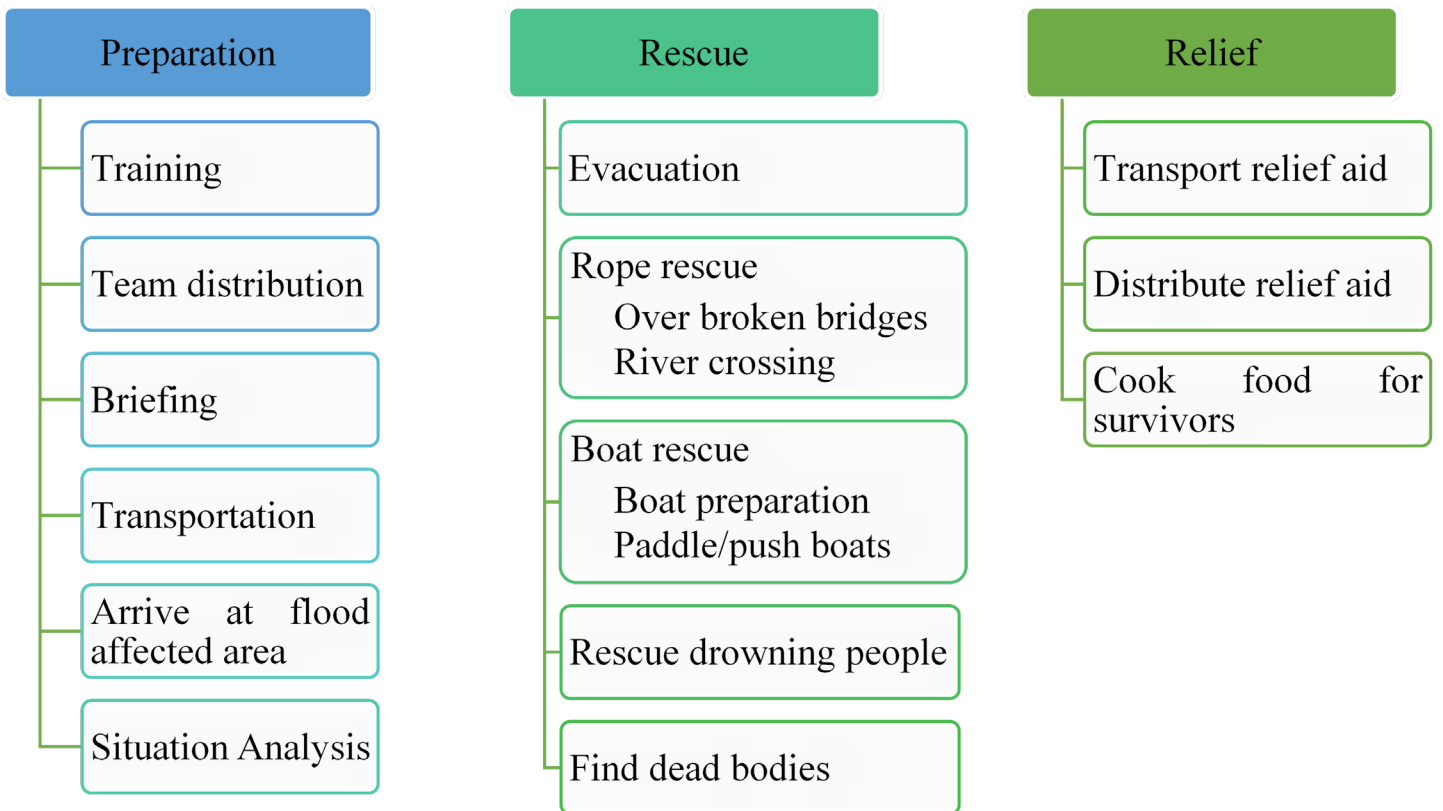 Preparation
Training
Team distribution
Briefing
Transportation
Arrive at flood
affected area
Situation Analysis
Rescue
Evacuation
Rope rescue
Over broken bridges
River crossing
Boat rescue
Boat preparation
Paddle/push boats
Rescue drowning people
Find dead bodies
Relief
Transport relief aid
Distribute relief aid
Cook food for
survivors